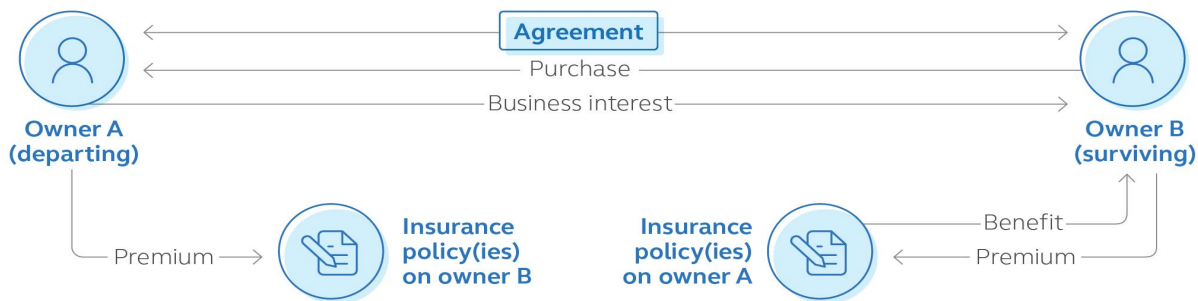 Agreement
Purchase
Business interest
Owner A
(departing)
Owner B
(surviving)
Premium
Insurance
policy(ies)
on owner B
Insurance
policy(ies)
on owner A
Benefit
Premium